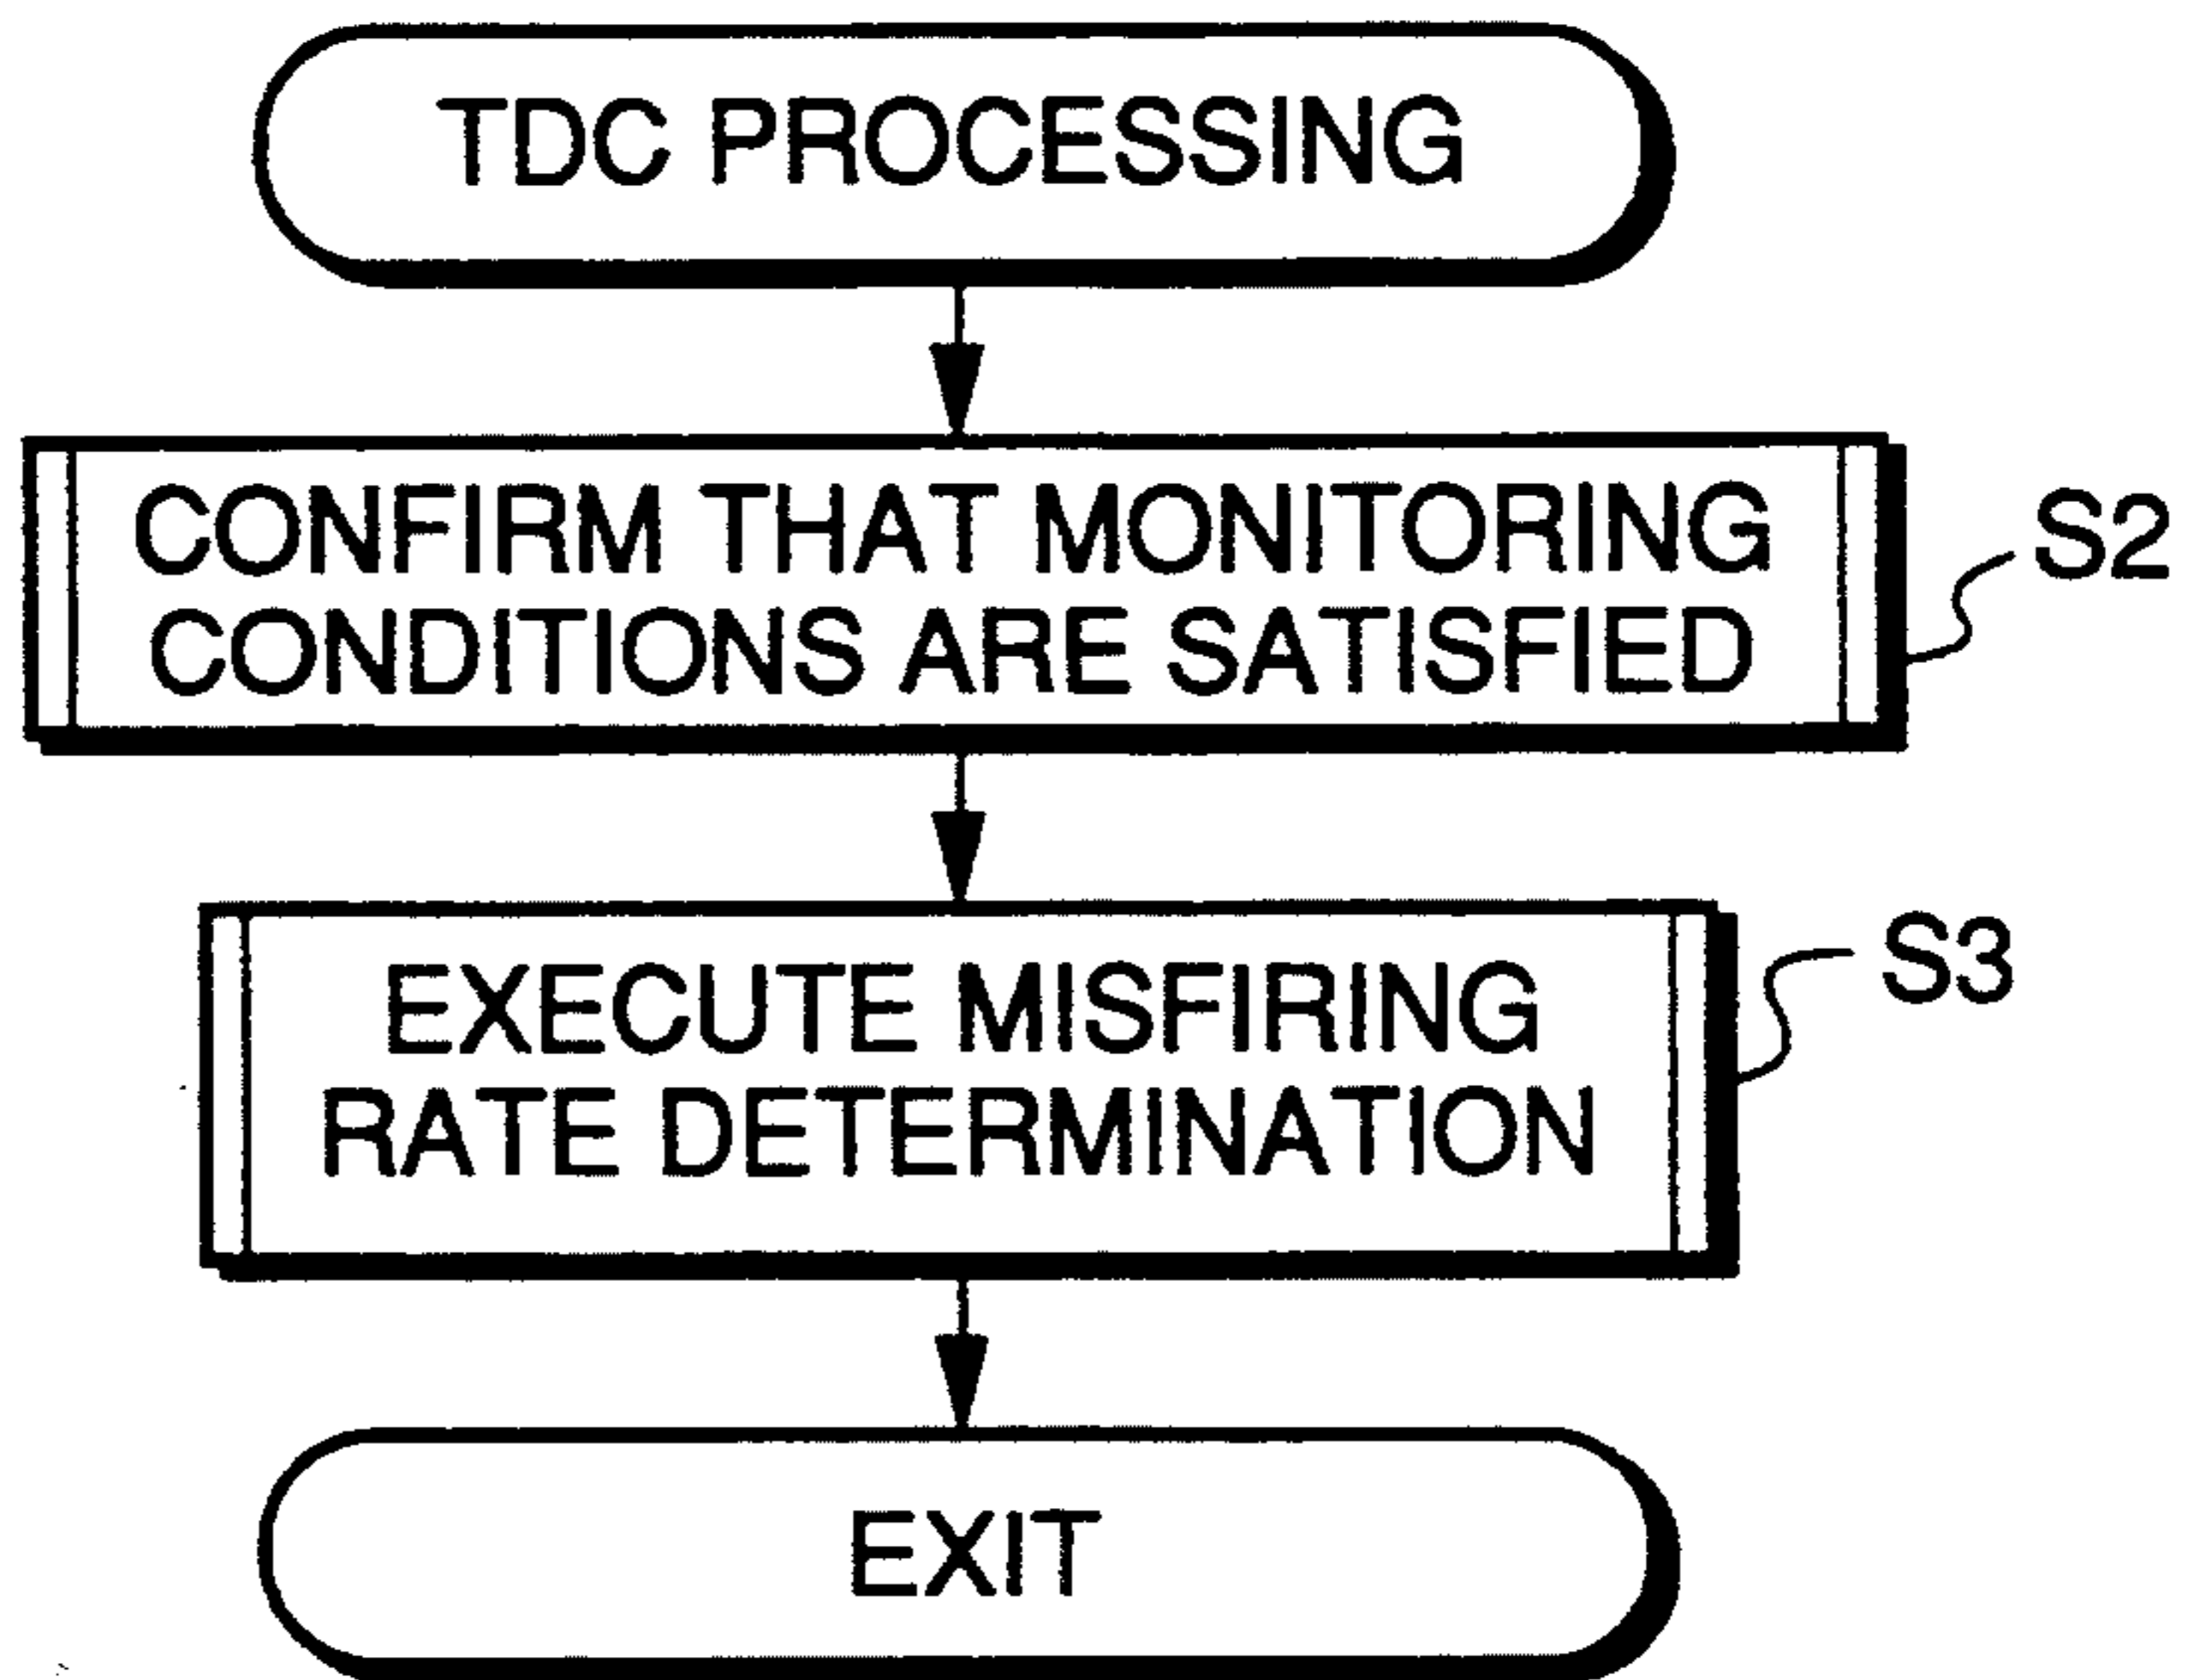 TDC PROCESSING
CONFIRM THAT MONITORING
CONDITIONS ARE SATISFIED
S2
EXECUTE MISFIRING
RATE DETERMINATION
S3
EXIT